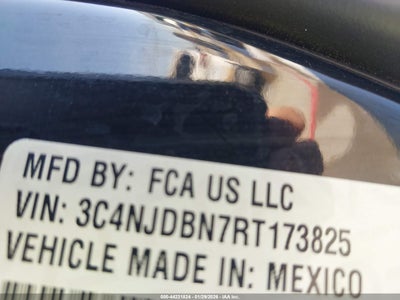 MFD BY: FCA US LLC
VIN: 3C4NJDBN7RT173825
VEHICLE MADE IN: MEXICO